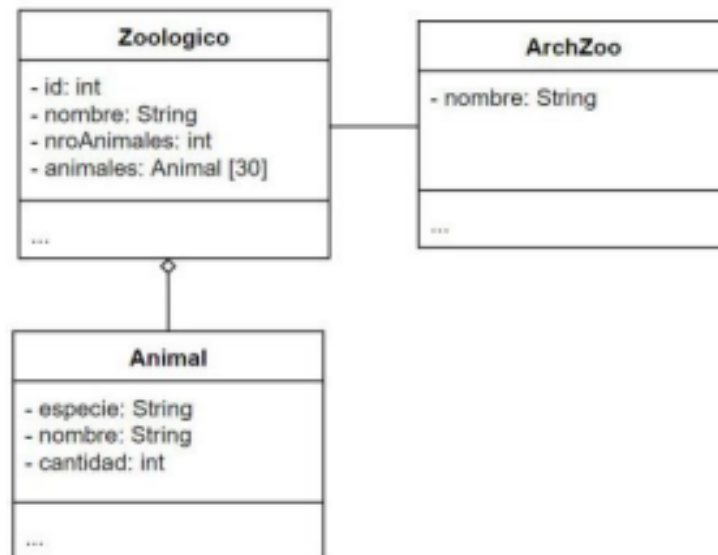 Zoologico
- id: int
- nombre: String
- nroAnimales: int
- animales: Animal [30]
...
ArchZoo
- nombre: String
...
Animal
- especie: String
- nombre: String
- cantidad: int
...